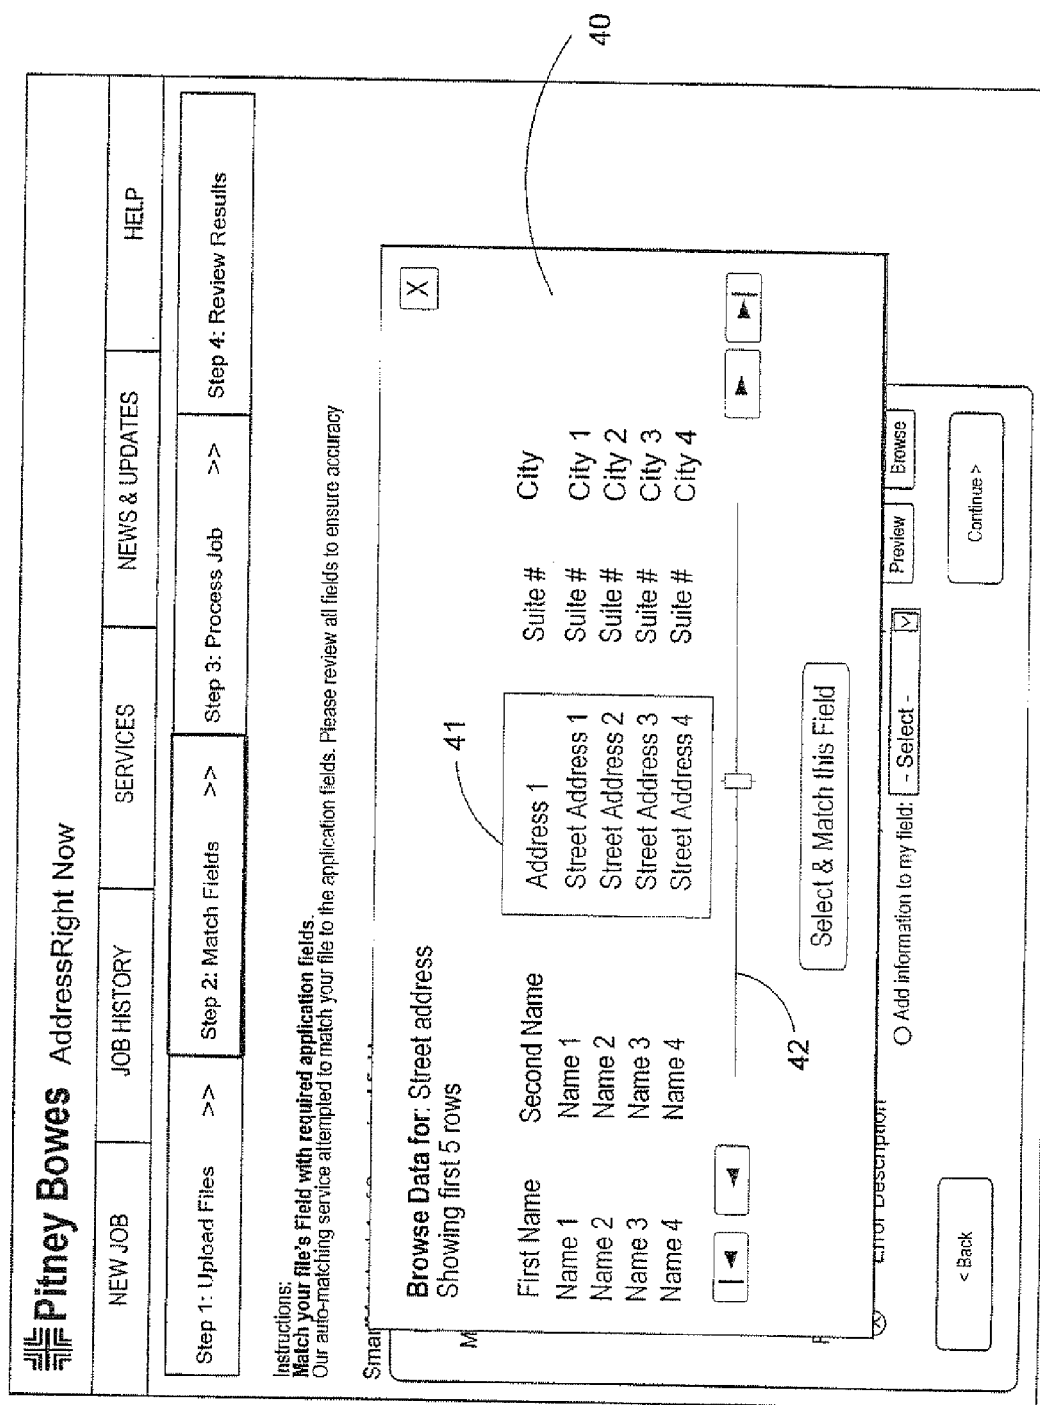 40
Pitney Bowes AddressRight Now
NEW JOB JOB HISTORY SERVICES NEWS & UPDATES HELP
Step 1: Upload Files >> Step 2: Match Fields >> Step 3: Process Job >> Step 4: Review Results
Instructions:
Match your file's Field with required application fields.
Our auto-matching service attempted to match your file to the application fields. Please review all fields to ensure accuracy
X
Browse Data for: Street address
Showing first 5 rows
41
First Name Second Name Address 1 Suite # City
Name 1 Name 1 Street Address 1 Suite # City 1
Name 2 Name 2 Street Address 2 Suite # City 2
Name 3 Name 3 Street Address 3 Suite # City 3
Name 4 Name 4 Street Address 4 Suite # City 4
42
Select & Match this Field
Error Description Add information to my field: - Select - Preview Browse
< Back Continue >